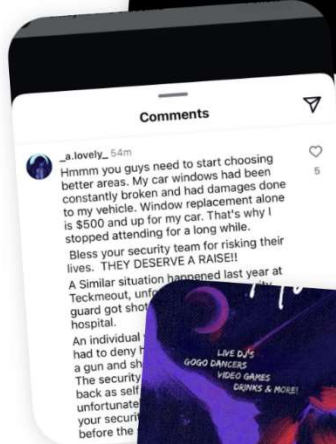 Comments
_a.lovely_ 54m
Hmmm you guys need to start choosing
better areas. My car windows had been
constantly broken and had damages done
to my vehicle. Window replacement alone
is $500 and up for my car. That's why I
stopped attending for a long while.
5
Bless your security team for risking their
lives. THEY DESERVE A RAISE!!
A Similar situation happened last year at
Teckmeout,
guard got shot
hospital.
An individual
had to deny
a gun and
The security
back as self
unfortunate
your
before the
LIVE DJ'S
GOGO DANCERS
VIDEO GAMES
DRINKS & MORE!